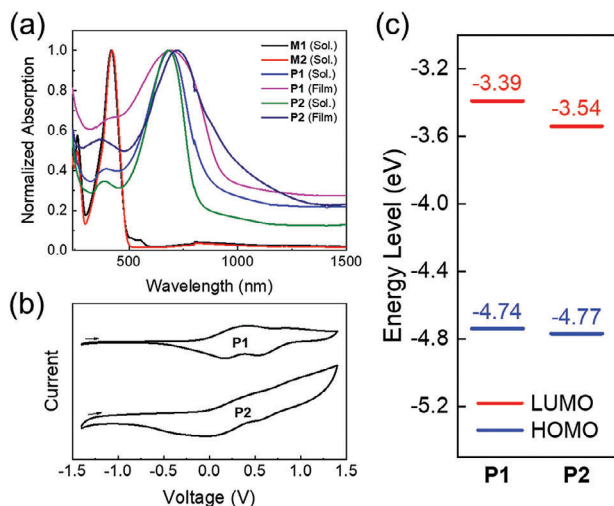 (a)
Normalized Absorption
1.0
0.8
0.6
0.4
0.2
0.0
M1 (Sol.)
M2 (Sol.)
P1 (Sol.)
P1 (Film)
P2 (Sol.)
P2 (Film)
500 1000 1500
Wavelength (nm)
(b)
Current
P1
P2
-1.5 -1.0 -0.5 0.0 0.5 1.0 1.5
Voltage (V)
(c)
Energy Level (eV)
-3.2
-3.6
-4.0
-4.4
-4.8
-5.2
-3.39
-3.54
-4.74
-4.77
LUMO
HOMO
P1 P2